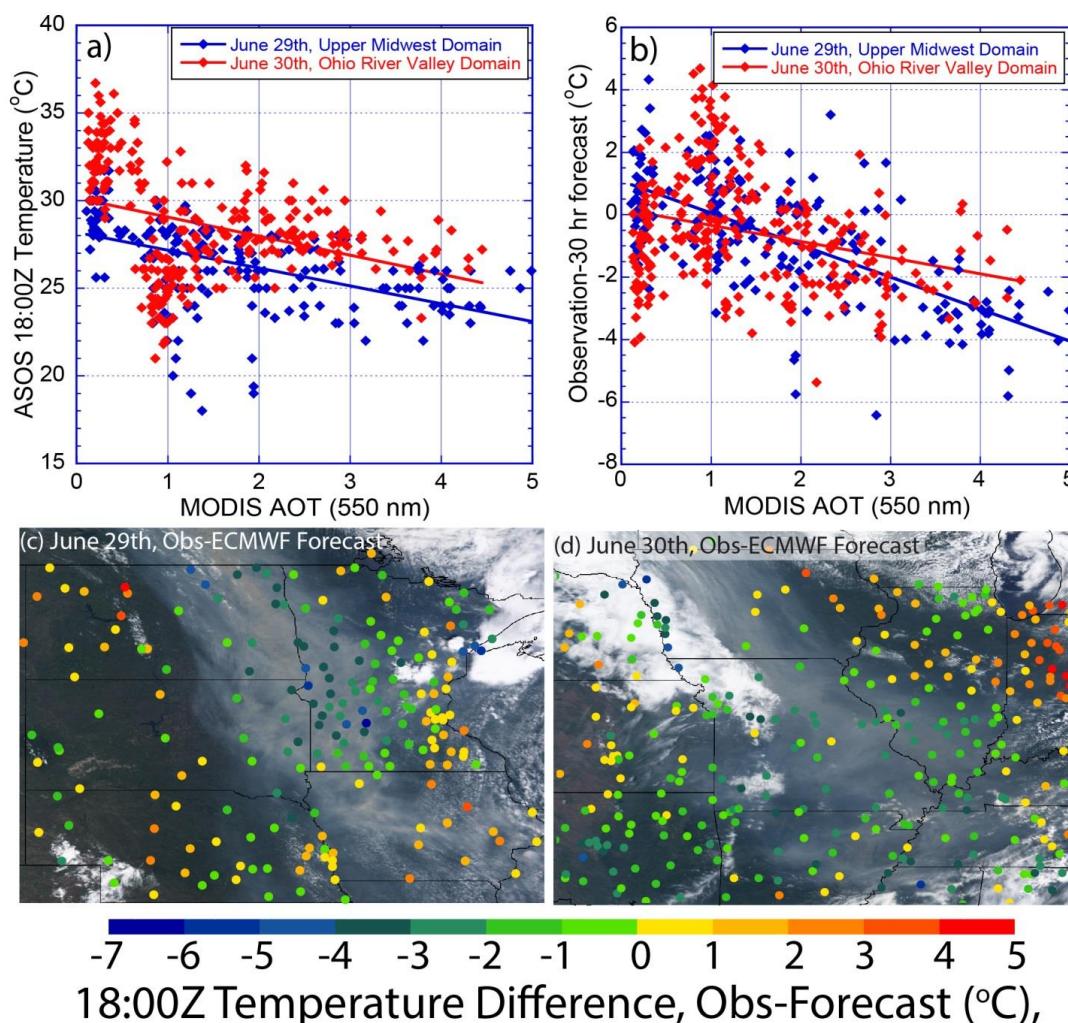 a)
June 29th, Upper Midwest Domain
June 30th, Ohio River Valley Domain
ASOS 18:00Z Temperature (°C)
40
35
30
25
20
15
0 1 2 3 4 5
MODIS AOT (550 nm)
b)
June 29th, Upper Midwest Domain
June 30th, Ohio River Valley Domain
Observation-30 hr forecast (°C)
6
4
2
0
-2
-4
-6
-8
0 1 2 3 4 5
MODIS AOT (550 nm)
(c) June 29th, Obs-ECMWF Forecast
(d) June 30th, Obs-ECMWF Forecast
-7 -6 -5 -4 -3 -2 -1 0 1 2 3 4 5
18:00Z Temperature Difference, Obs-Forecast (°C),